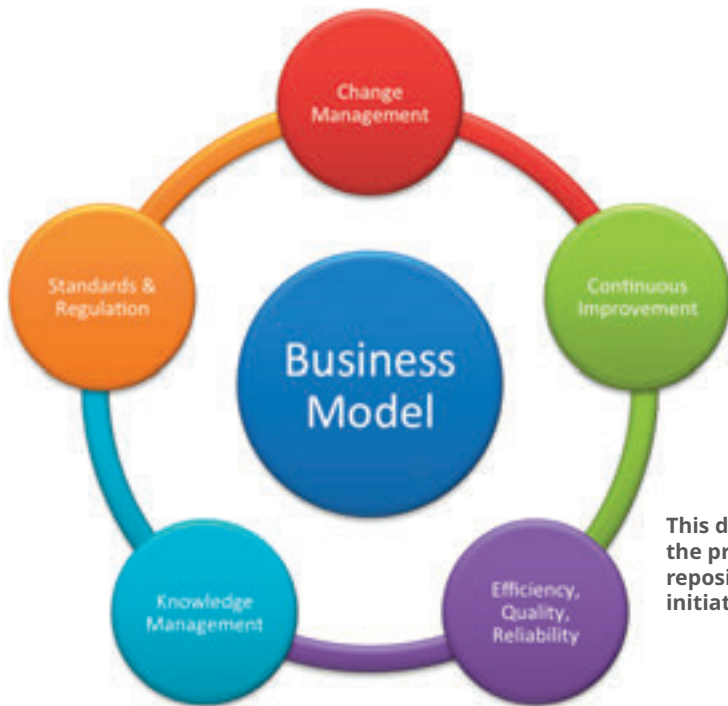 Change
Management
Standards &
Regulation
Continuous
Improvement
Business
Model
Knowledge
Management
Efficiency,
Quality,
Reliability
This d
the pr
reposi
initiat